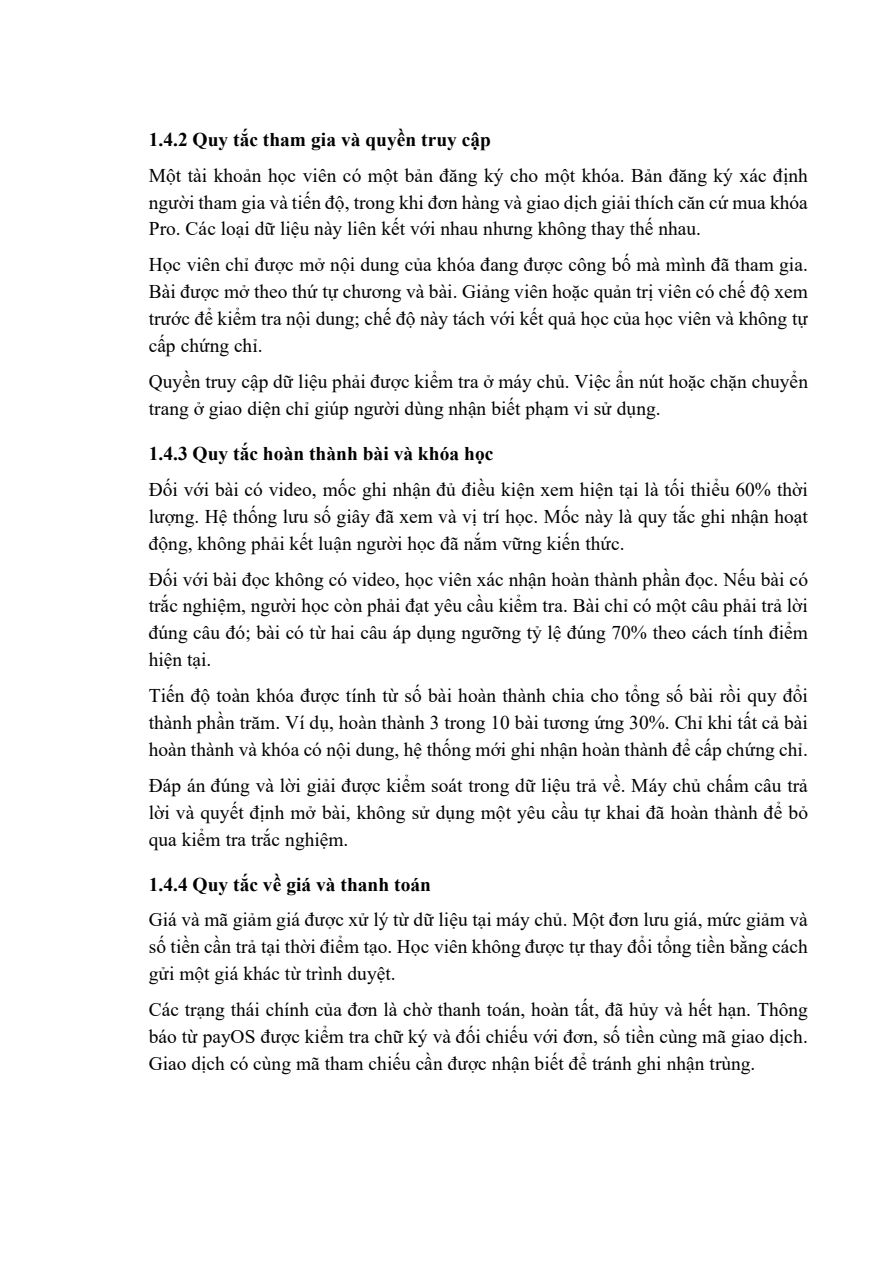 1.4.2 Quy tắc tham gia và quyền truy cập
Một tài khoản học viên có một bản đăng ký cho một khóa. Bản đăng ký xác định
người tham gia và tiến độ, trong khi đơn hàng và giao dịch giải thích căn cứ mua khóa
Pro. Các loại dữ liệu này liên kết với nhau nhưng không thay thế nhau.
Học viên chỉ được mở nội dung của khóa đang được công bố mà mình đã tham gia.
Bài được mở theo thứ tự chương và bài. Giảng viên hoặc quản trị viên có chế độ xem
trước để kiểm tra nội dung; chế độ này tách với kết quả học của học viên và không tự
cấp chứng chỉ.
Quyền truy cập dữ liệu phải được kiểm tra ở máy chủ. Việc ẩn nút hoặc chặn chuyển
trang ở giao diện chỉ giúp người dùng nhận biết phạm vi sử dụng.
1.4.3 Quy tắc hoàn thành bài và khóa học
Đối với bài có video, mốc ghi nhận đủ điều kiện xem hiện tại là tối thiểu 60% thời
lượng. Hệ thống lưu số giây đã xem và vị trí học. Mốc này là quy tắc ghi nhận hoạt
động, không phải kết luận người học đã nắm vững kiến thức.
Đối với bài đọc không có video, học viên xác nhận hoàn thành phần đọc. Nếu bài có
trắc nghiệm, người học còn phải đạt yêu cầu kiểm tra. Bài chỉ có một câu phải trả lời
đúng câu đó; bài có từ hai câu áp dụng ngưỡng tỷ lệ đúng 70% theo cách tính điểm
hiện tại.
Tiến độ toàn khóa được tính từ số bài hoàn thành chia cho tổng số bài rồi quy đổi
thành phần trăm. Ví dụ, hoàn thành 3 trong 10 bài tương ứng 30%. Chỉ khi tất cả bài
hoàn thành và khóa có nội dung, hệ thống mới ghi nhận hoàn thành để cấp chứng chỉ.
Đáp án đúng và lời giải được kiểm soát trong dữ liệu trả về. Máy chủ chấm câu trả
lời và quyết định mở bài, không sử dụng một yêu cầu tự khai đã hoàn thành để bỏ
qua kiểm tra trắc nghiệm.
1.4.4 Quy tắc về giá và thanh toán
Giá và mã giảm giá được xử lý từ dữ liệu tại máy chủ. Một đơn lưu giá, mức giảm và
số tiền cần trả tại thời điểm tạo. Học viên không được tự thay đổi tổng tiền bằng cách
gửi một giá khác từ trình duyệt.
Các trạng thái chính của đơn là chờ thanh toán, hoàn tất, đã hủy và hết hạn. Thông
báo từ payOS được kiểm tra chữ ký và đối chiếu với đơn, số tiền cùng mã giao dịch.
Giao dịch có cùng mã tham chiếu cần được nhận biết để tránh ghi nhận trùng.